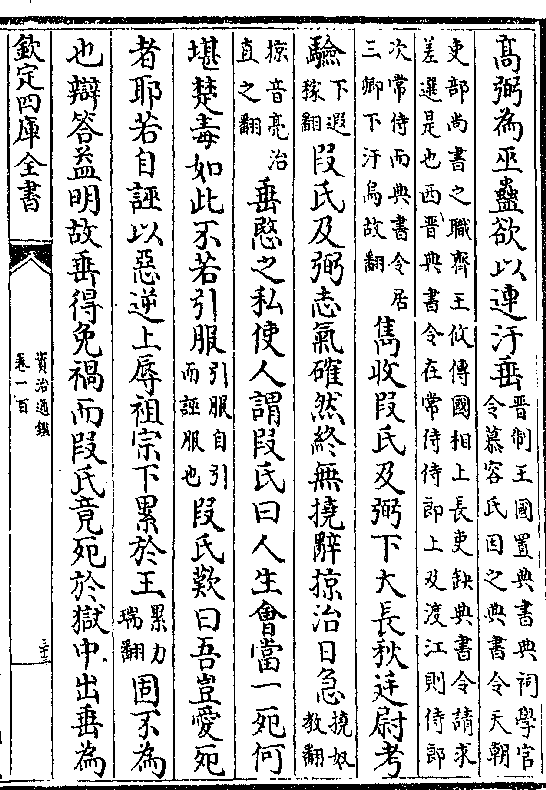 高弼為巫蠱欲以連汙垂晉制王國置典書典祠學官令慕容氏因之典書令天朝
吏部尚書之職齊王攸傳國相上長吏缺典書令請求
差選是也西晉典書令在常侍侍郎上及渡江則侍郎
次常侍而典書令居三卿下汙烏故翻雋收叚氏及弼下大長秋廷尉考
驗下遐稼翻叚氏及弼志氣確然終無撓辭掠治日急撓奴教翻
掠音亮治直之翻垂愍之私使人謂叚氏曰人生會當一死何
堪楚毒如此不若引服引服自引而誣服也叚氏歎曰吾豈愛死
者耶若自誣以惡逆上辱祖宗下累於王累力瑞翻固不為
也辯答益明故垂得免禍而叚氏竟死於獄中出垂為
欽定四庫全書
資治通鑑
卷一百